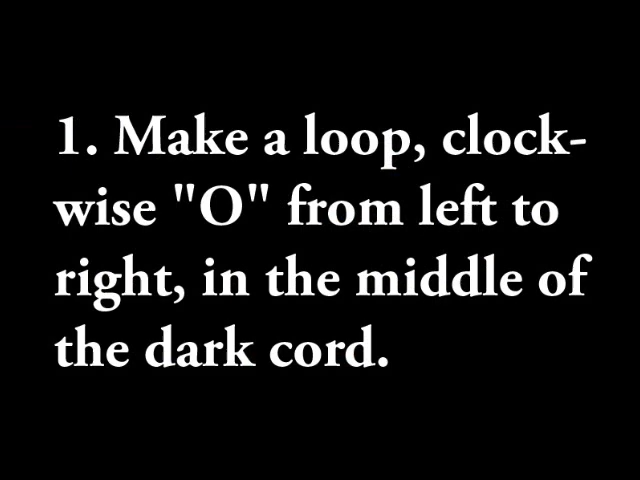 1. Make a loop, clock-
wise "O" from left to
right, in the middle of
the dark cord.